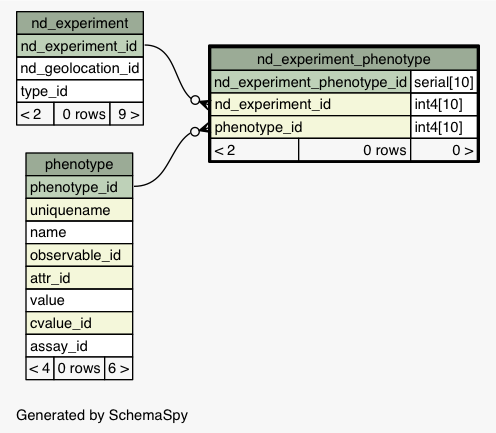 nd_experiment
nd_experiment_id
nd_geolocation_id
type_id
< 2 0 rows 9 >
nd_experiment_phenotype
nd_experiment_phenotype_id serial[10]
nd_experiment_id int4[10]
phenotype_id int4[10]
< 2 0 rows 0 >
phenotype
phenotype_id
uniquename
name
observable_id
attr_id
value
cvalue_id
assay_id
< 4 0 rows 6 >
Generated by SchemaSpy